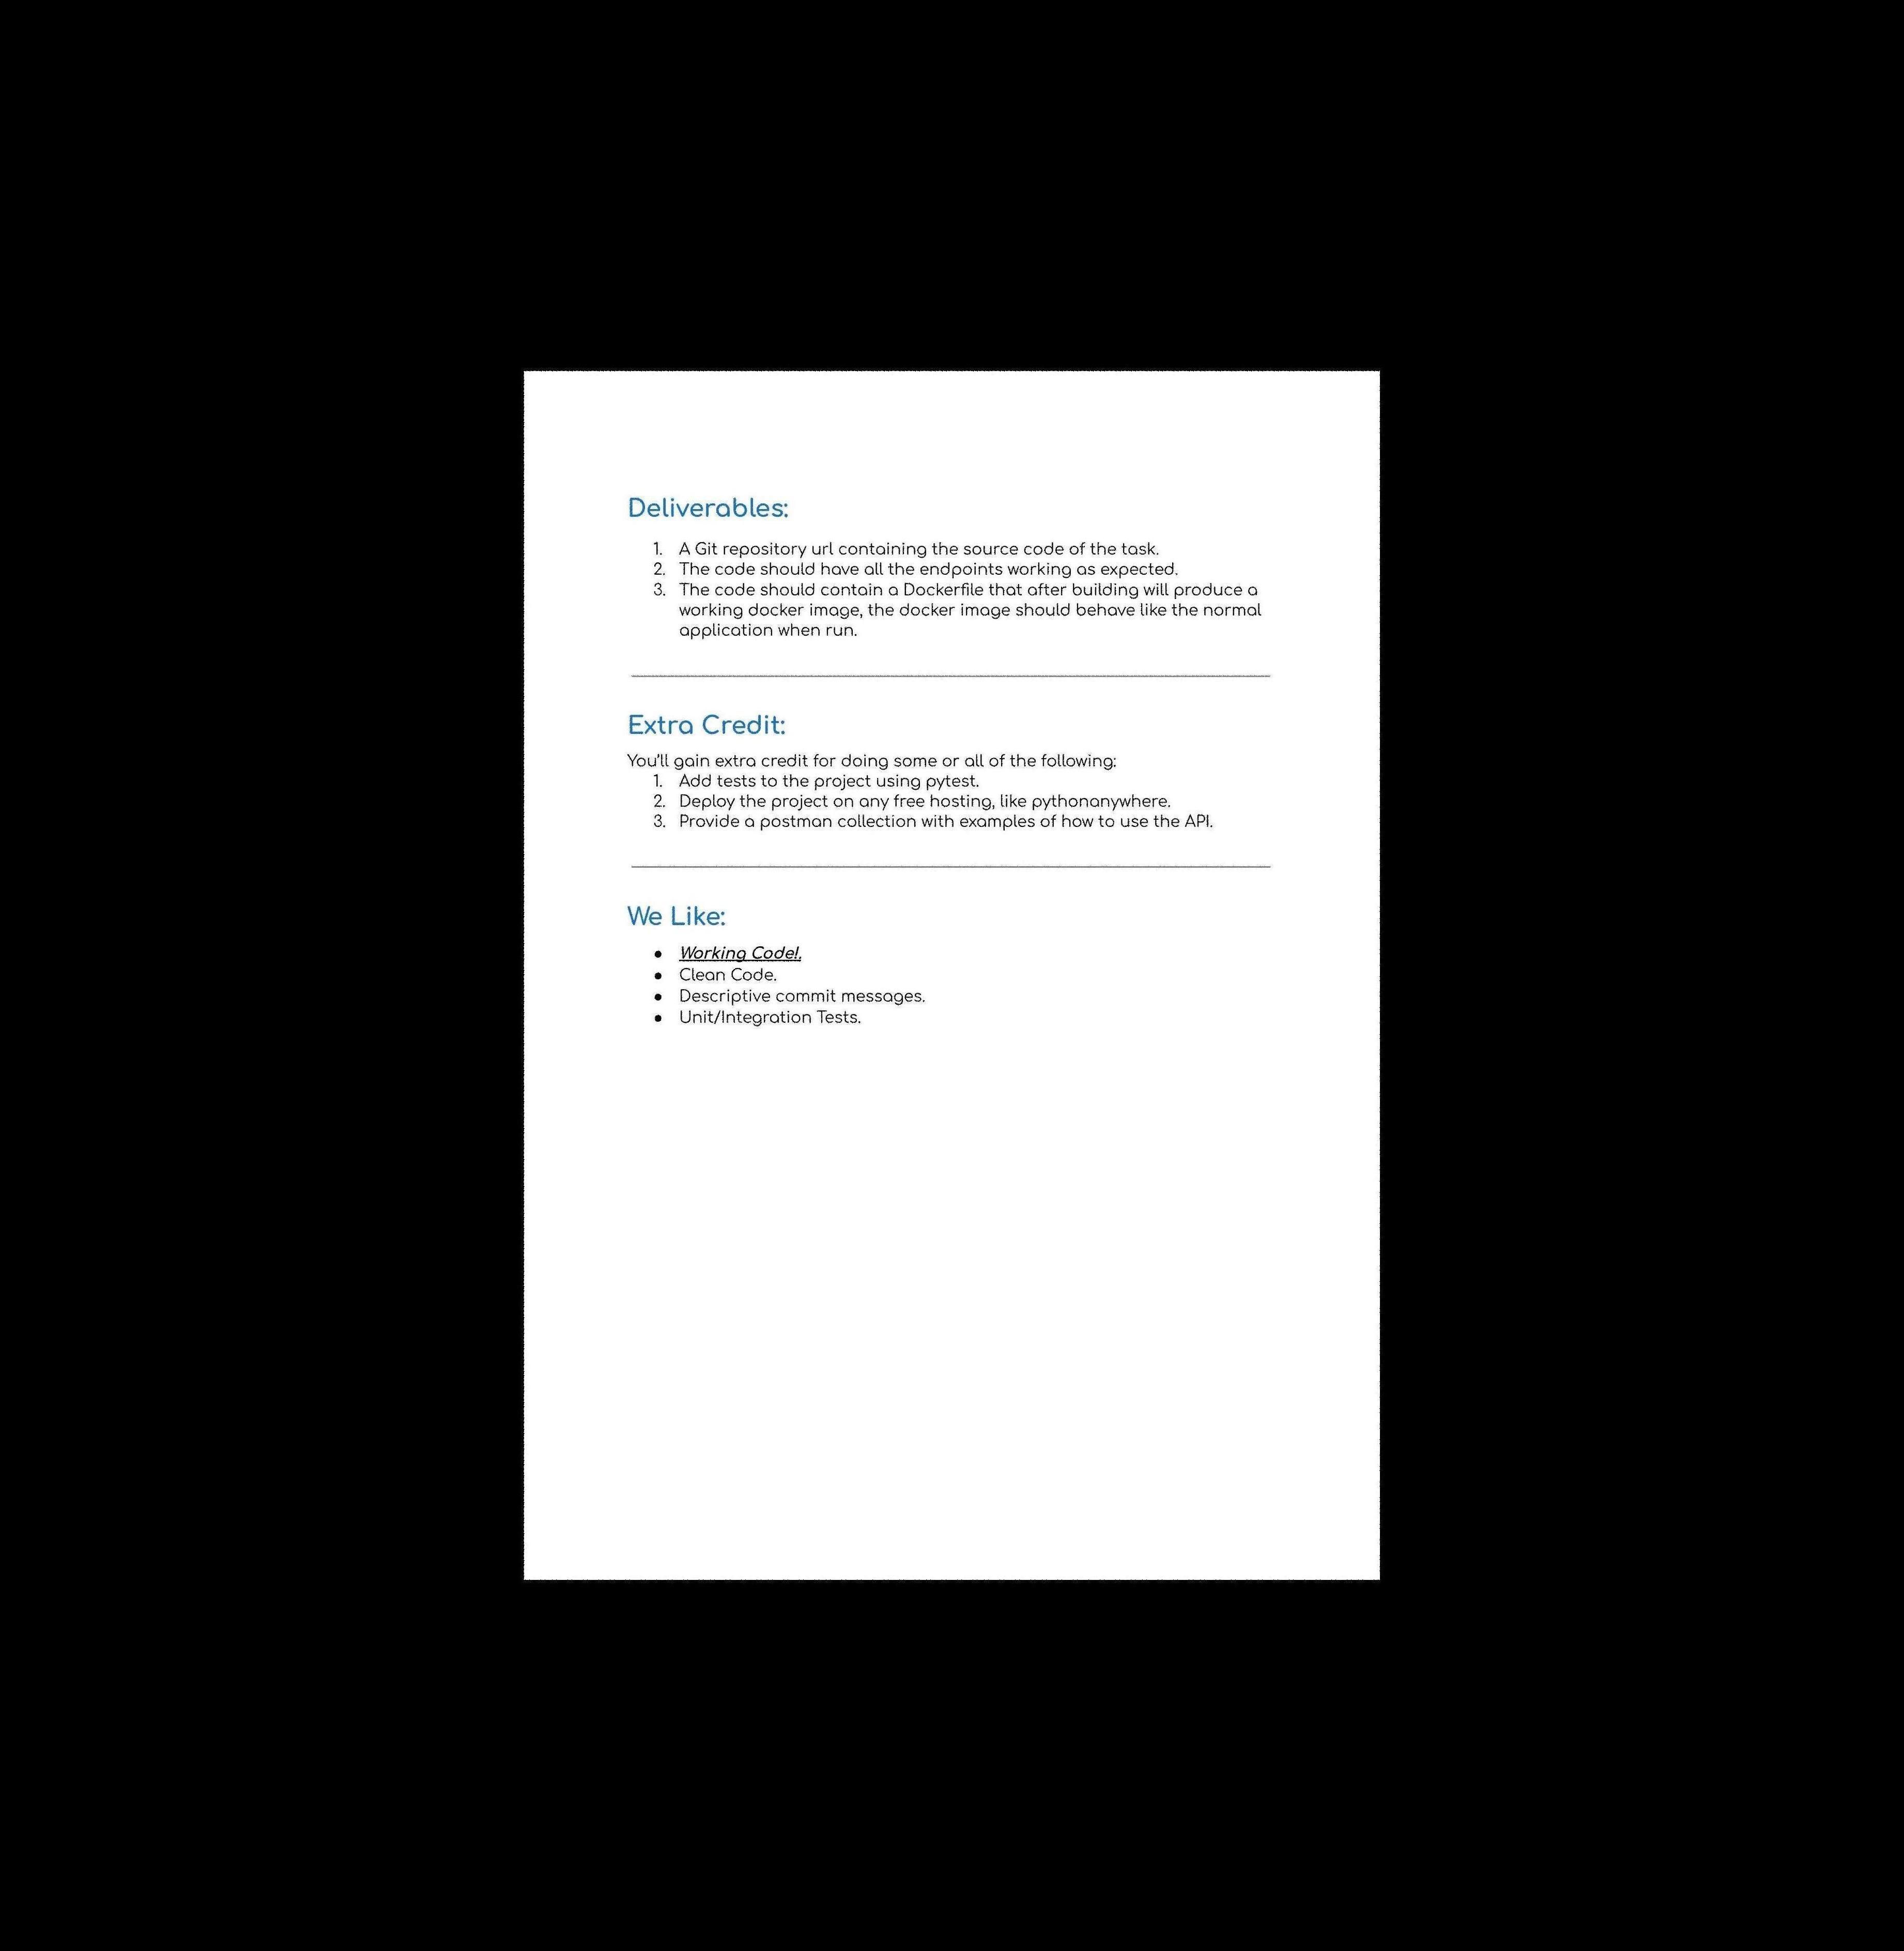 Deliverables:
1. A Git repository url containing the source code of the task.
2. The code should have all the endpoints working as expected.
3. The code should contain a Dockerfile that after building will produce a
working docker image, the docker image should behave like the normal
application when run.
Extra Credit:
You'll gain extra credit for doing some or all of the following:
1. Add tests to the project using pytest.
2. Deploy the project on any free hosting, like pythonanywhere.
3. Provide a postman collection with examples of how to use the API.
We Like:
● Working Code!.
● Clean Code.
● Descriptive commit messages.
● Unit/Integration Tests.